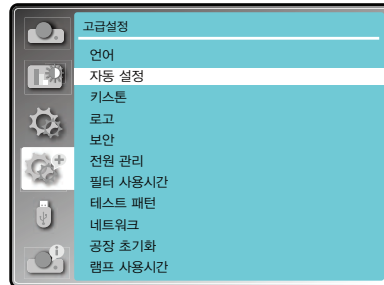 고급설정
언어
자동 설정
키스톤
로고
보안
전원 관리
필터 사용시간
테스트 패턴
네트워크
공장 초기화
램프 사용시간